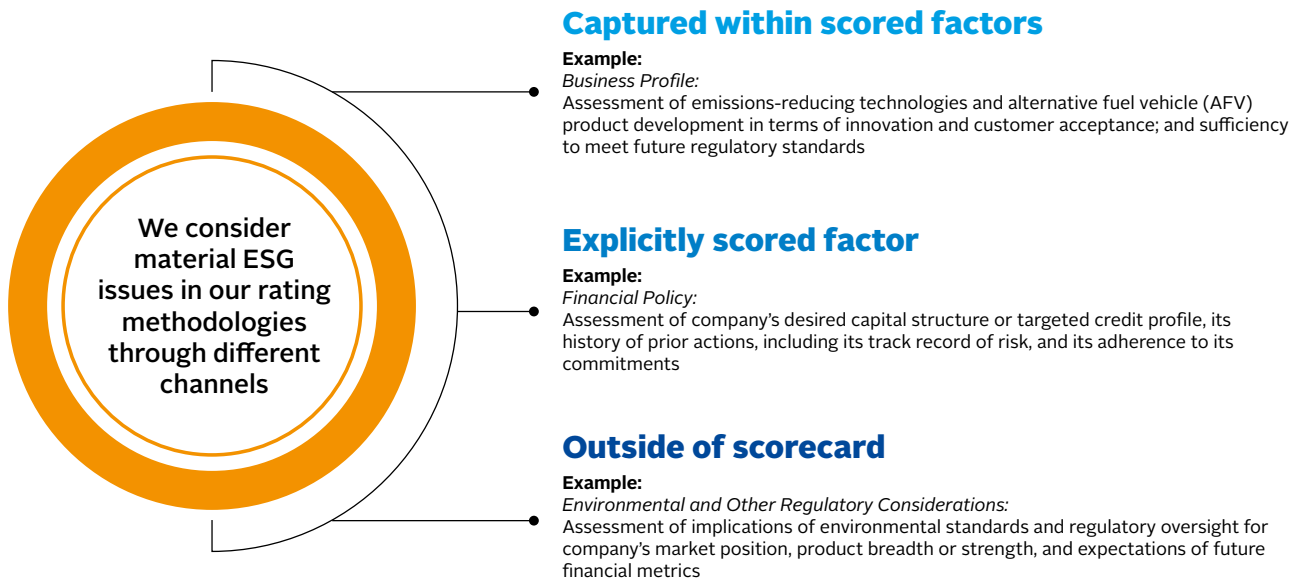 We consider
material ESG
issues in our rating
methodologies
through different
channels
Captured within scored factors
Example:
Business Profile:
Assessment of emissions-reducing technologies and alternative fuel vehicle (AFV)
product development in terms of innovation and customer acceptance; and sufficiency
to meet future regulatory standards
Explicitly scored factor
Example:
Financial Policy:
Assessment of company’s desired capital structure or targeted credit profile, its
history of prior actions, including its track record of risk, and its adherence to its
commitments
Outside of scorecard
Example:
Environmental and Other Regulatory Considerations:
Assessment of implications of environmental standards and regulatory oversight for
company’s market position, product breadth or strength, and expectations of future
financial metrics